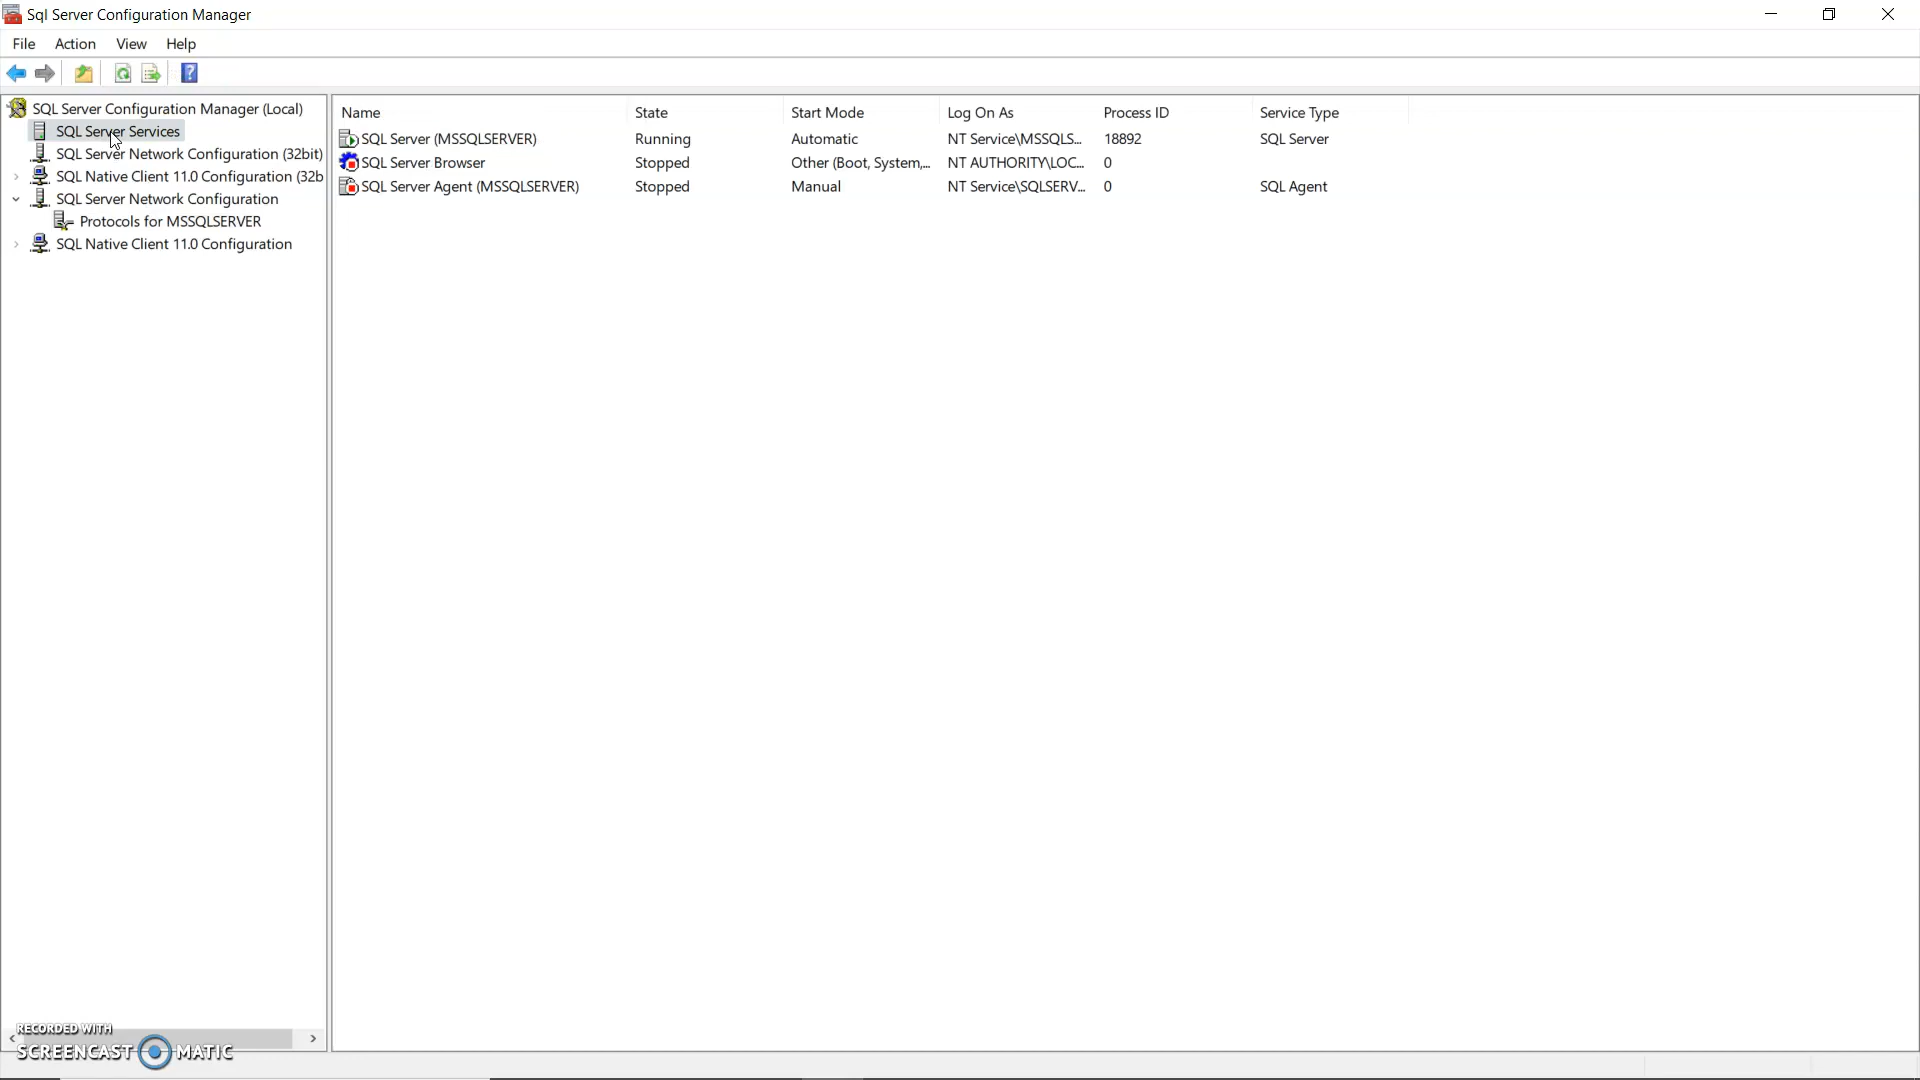 Sql Server Configuration Manager
File Action View Help
SQL Server Configuration Manager (Local)
SQL Server Services
SQL Server Network Configuration (32bit)
SQL Native Client 11.0 Configuration (32b
SQL Server Network Configuration
Protocols for MSSQLSERVER
SQL Native Client 11.0 Configuration
Name State Start Mode Log On As Process ID Service Type
SQL Server (MSSQLSERVER) Running Automatic NT Service\MSSQLS... 18892 SQL Server
SQL Server Browser Stopped Other (Boot, System,... NT AUTHORITY\LOC... 0
SQL Server Agent (MSSQLSERVER) Stopped Manual NT Service\SQLSERV... 0 SQL Agent
RECORDED WITH
SCREENCAST MATIC